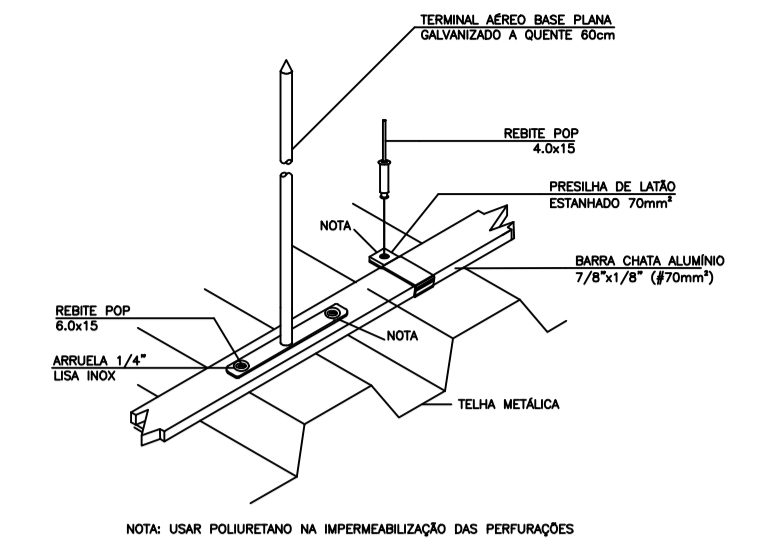 TERMINAL AÉREO BASE PLANA
GALVANIZADO A QUENTE 60cm
REBITE POP
4.0x15
PRESILHA DE LATÃO
ESTANHADO 70mm²
NOTA
BARRA CHATA ALUMÍNIO
7/8"x1/8" (#70mm²)
REBITE POP
6.0x15
NOTA
ARRUELA 1/4"
LISA INOX
TELHA METÁLICA
NOTA: USAR POLIURETANO NA IMPERMEABILIZAÇÃO DAS PERFURAÇÕES